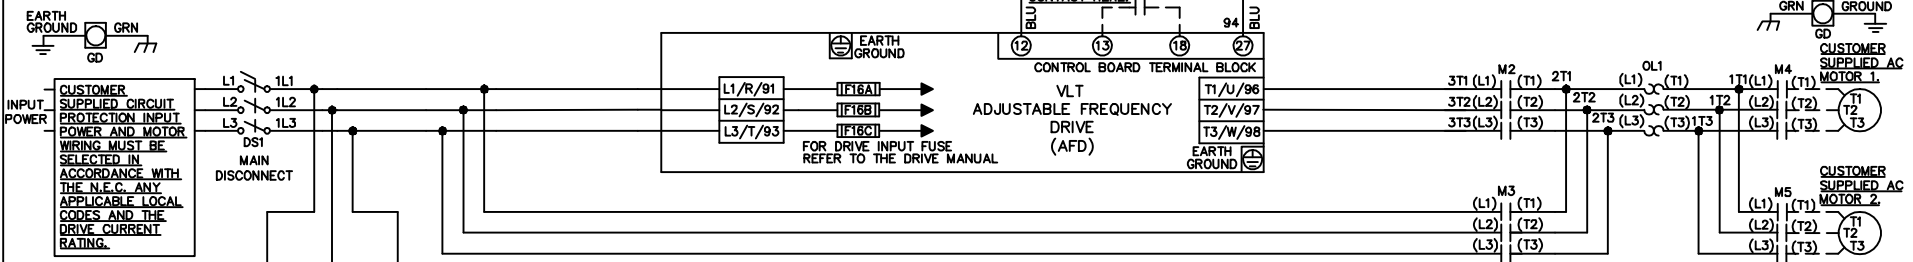 EARTH
GROUND
GRN
GD
INPUT
POWER
CUSTOMER
SUPPLIED CIRCUIT
PROTECTION INPUT
POWER AND MOTOR
WIRING MUST BE
SELECTED IN
ACCORDANCE WITH
THE N.E.C. ANY
APPLICABLE LOCAL
CODES AND THE
DRIVE CURRENT
RATING.
L1 1L1
L2 1L2
L3 1L3
DS1
MAIN
DISCONNECT
BLU
94
BLU
EARTH
GROUND
12 13 18 27
CONTROL BOARD TERMINAL BLOCK
L1/R/91
L2/S/92
L3/T/93
F16A
F16B
F16C
FOR DRIVE INPUT FUSE
REFER TO THE DRIVE MANUAL
VLT
ADJUSTABLE FREQUENCY
DRIVE
(AFD)
T1/U/96
T2/V/97
T3/W/98
EARTH
GROUND
M2
3T1 (L1) (T1) 2T1
3T2 (L2) (T2) 2T2
3T3 (L3) (T3) 2T3
M3
(L1) (T1)
(L2) (T2)
(L3) (T3)
OL1
(L1) (T1) 1T1
(L2) (T2) 1T2
(L3) (T3) 1T3
GRN
GROUND
GD
CUSTOMER
SUPPLIED AC
MOTOR 1.
M4
(L1) (T1)
(L2) (T2)
(L3) (T3)
T1
T2
T3
CUSTOMER
SUPPLIED AC
MOTOR 2.
M5
(L1) (T1)
(L2) (T2)
(L3) (T3)
T1
T2
T3